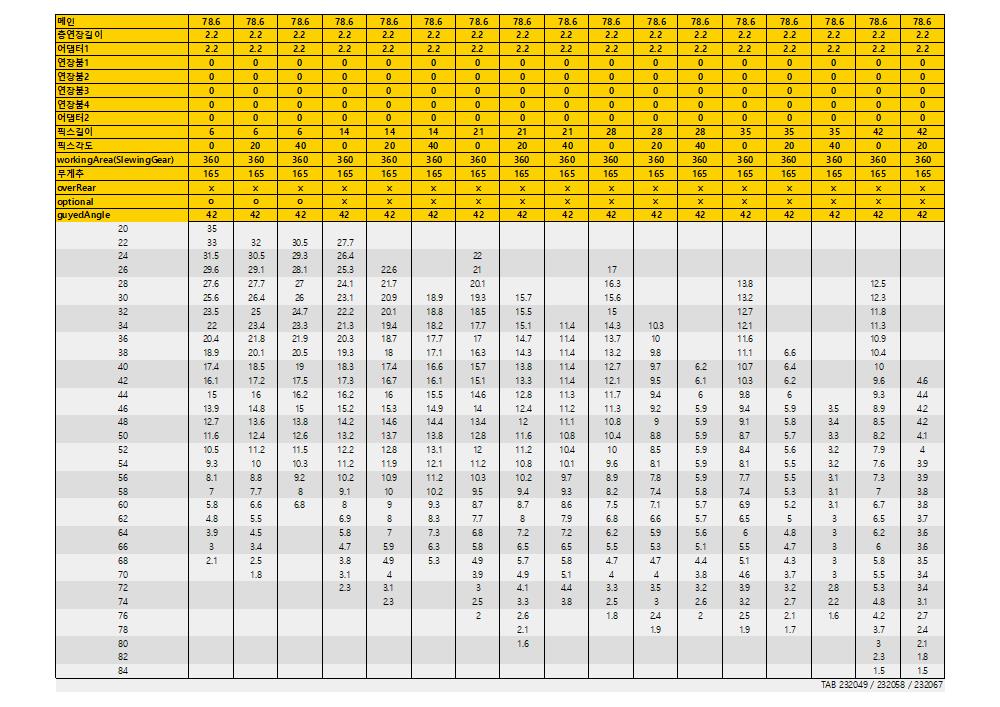 메인 78.6 78.6 78.6 78.6 78.6 78.6 78.6 78.6 78.6 78.6 78.6 78.6 78.6 78.6 78.6 78.6 78.6
총연장길이 2.2 2.2 2.2 2.2 2.2 2.2 2.2 2.2 2.2 2.2 2.2 2.2 2.2 2.2 2.2 2.2 2.2
어댑터1 2.2 2.2 2.2 2.2 2.2 2.2 2.2 2.2 2.2 2.2 2.2 2.2 2.2 2.2 2.2 2.2 2.2
연장붐1 0 0 0 0 0 0 0 0 0 0 0 0 0 0 0 0 0
연장붐2 0 0 0 0 0 0 0 0 0 0 0 0 0 0 0 0 0
연장붐3 0 0 0 0 0 0 0 0 0 0 0 0 0 0 0 0 0
연장붐4 0 0 0 0 0 0 0 0 0 0 0 0 0 0 0 0 0
어댑터2 0 0 0 0 0 0 0 0 0 0 0 0 0 0 0 0 0
픽스길이 6 6 6 14 14 14 21 21 21 28 28 28 35 35 35 42 42
픽스각도 0 20 40 0 20 40 0 20 40 0 20 40 0 20 40 0 20
workingArea(SlewingGear) 360 360 360 360 360 360 360 360 360 360 360 360 360 360 360 360 360
무게추 165 165 165 165 165 165 165 165 165 165 165 165 165 165 165 165 165
overRear x x x x x x x x x x x x x x x x x
optional o o o x x x x x x x x x x x x x x
guyedAngle 42 42 42 42 42 42 42 42 42 42 42 42 42 42 42 42 42
20 35
22 33 32 30.5 27.7
24 31.5 30.5 29.3 26.4 22
26 29.6 29.1 28.1 25.3 22.6 21 17
28 27.6 27.7 27 24.1 21.7 20.1 16.3 13.8 12.5
30 25.6 26.4 26 23.1 20.9 18.9 19.3 15.7 15.6 13.2 12.3
32 23.5 25 24.7 22.2 20.1 18.8 18.5 15.5 15 12.7 11.8
34 22 23.4 23.3 21.3 19.4 18.2 17.7 15.1 11.4 14.3 10.3 12.1 11.3
36 20.4 21.8 21.9 20.3 18.7 17.7 17 14.7 11.4 13.7 10 11.6 10.9
38 18.9 20.1 20.5 19.3 18 17.1 16.3 14.3 11.4 13.2 9.8 11.1 6.6 10.4
40 17.4 18.5 19 18.3 17.4 16.6 15.7 13.8 11.4 12.7 9.7 6.2 10.7 6.4 10
42 16.1 17.2 17.5 17.3 16.7 16.1 15.1 13.3 11.4 12.1 9.5 6.1 10.3 6.2 9.6 4.6
44 15 16 16.2 16.2 16 15.5 14.6 12.8 11.3 11.7 9.4 6 9.8 6 9.3 4.4
46 13.9 14.8 15 15.2 15.3 14.9 14 12.4 11.2 11.3 9.2 5.9 9.4 5.9 3.5 8.9 4.2
48 12.7 13.6 13.8 14.2 14.6 14.4 13.4 12 11.1 10.8 9 5.9 9.1 5.8 3.4 8.5 4.2
50 11.6 12.4 12.6 13.2 13.7 13.8 12.8 11.6 10.8 10.4 8.8 5.9 8.7 5.7 3.3 8.2 4.1
52 10.5 11.2 11.5 12.2 12.8 13.1 12 11.2 10.4 10 8.5 5.9 8.4 5.6 3.2 7.9 4
54 9.3 10 10.3 11.2 11.9 12.1 11.2 10.8 10.1 9.6 8.1 5.9 8.1 5.5 3.2 7.6 3.9
56 8.1 8.8 9.2 10.2 10.9 11.2 10.3 10.2 9.7 8.9 7.8 5.9 7.7 5.5 3.1 7.3 3.9
58 7 7.7 8 9.1 10 10.2 9.5 9.4 9.3 8.2 7.4 5.8 7.4 5.3 3.1 7 3.8
60 5.8 6.6 6.8 8 9 9.3 8.7 8.7 8.6 7.5 7.1 5.7 6.9 5.2 3.1 6.7 3.8
62 4.8 5.5 6.9 8 8.3 7.7 8 7.9 6.8 6.6 5.7 6.5 5 3 6.5 3.7
64 3.9 4.5 5.8 7 7.3 6.8 7.2 7.2 6.2 5.9 5.6 6 4.8 3 6.2 3.6
66 3 3.4 4.7 5.9 6.3 5.8 6.5 6.5 5.5 5.3 5.1 5.5 4.7 3 6 3.6
68 2.1 2.5 3.8 4.9 5.3 4.9 5.7 5.8 4.7 4.7 4.4 5.1 4.3 3 5.8 3.5
70 1.8 3.1 4 3.9 4.9 5.1 4 4 3.8 4.6 3.7 3 5.5 3.4
72 2.3 3.1 3 4.1 4.4 3.3 3.5 3.2 3.9 3.2 2.8 5.3 3.4
74 2.3 2.5 3.3 3.8 2.5 3 2.6 3.2 2.7 2.2 4.8 3.1
76 2 2.6 1.8 2.4 2 2.5 2.1 1.6 4.2 2.7
78 2.1 1.9 1.9 1.7 3.7 2.4
80 1.6 3 2.1
82 2.3 1.8
84 1.5 1.5
TAB 232049 / 232058 / 232067